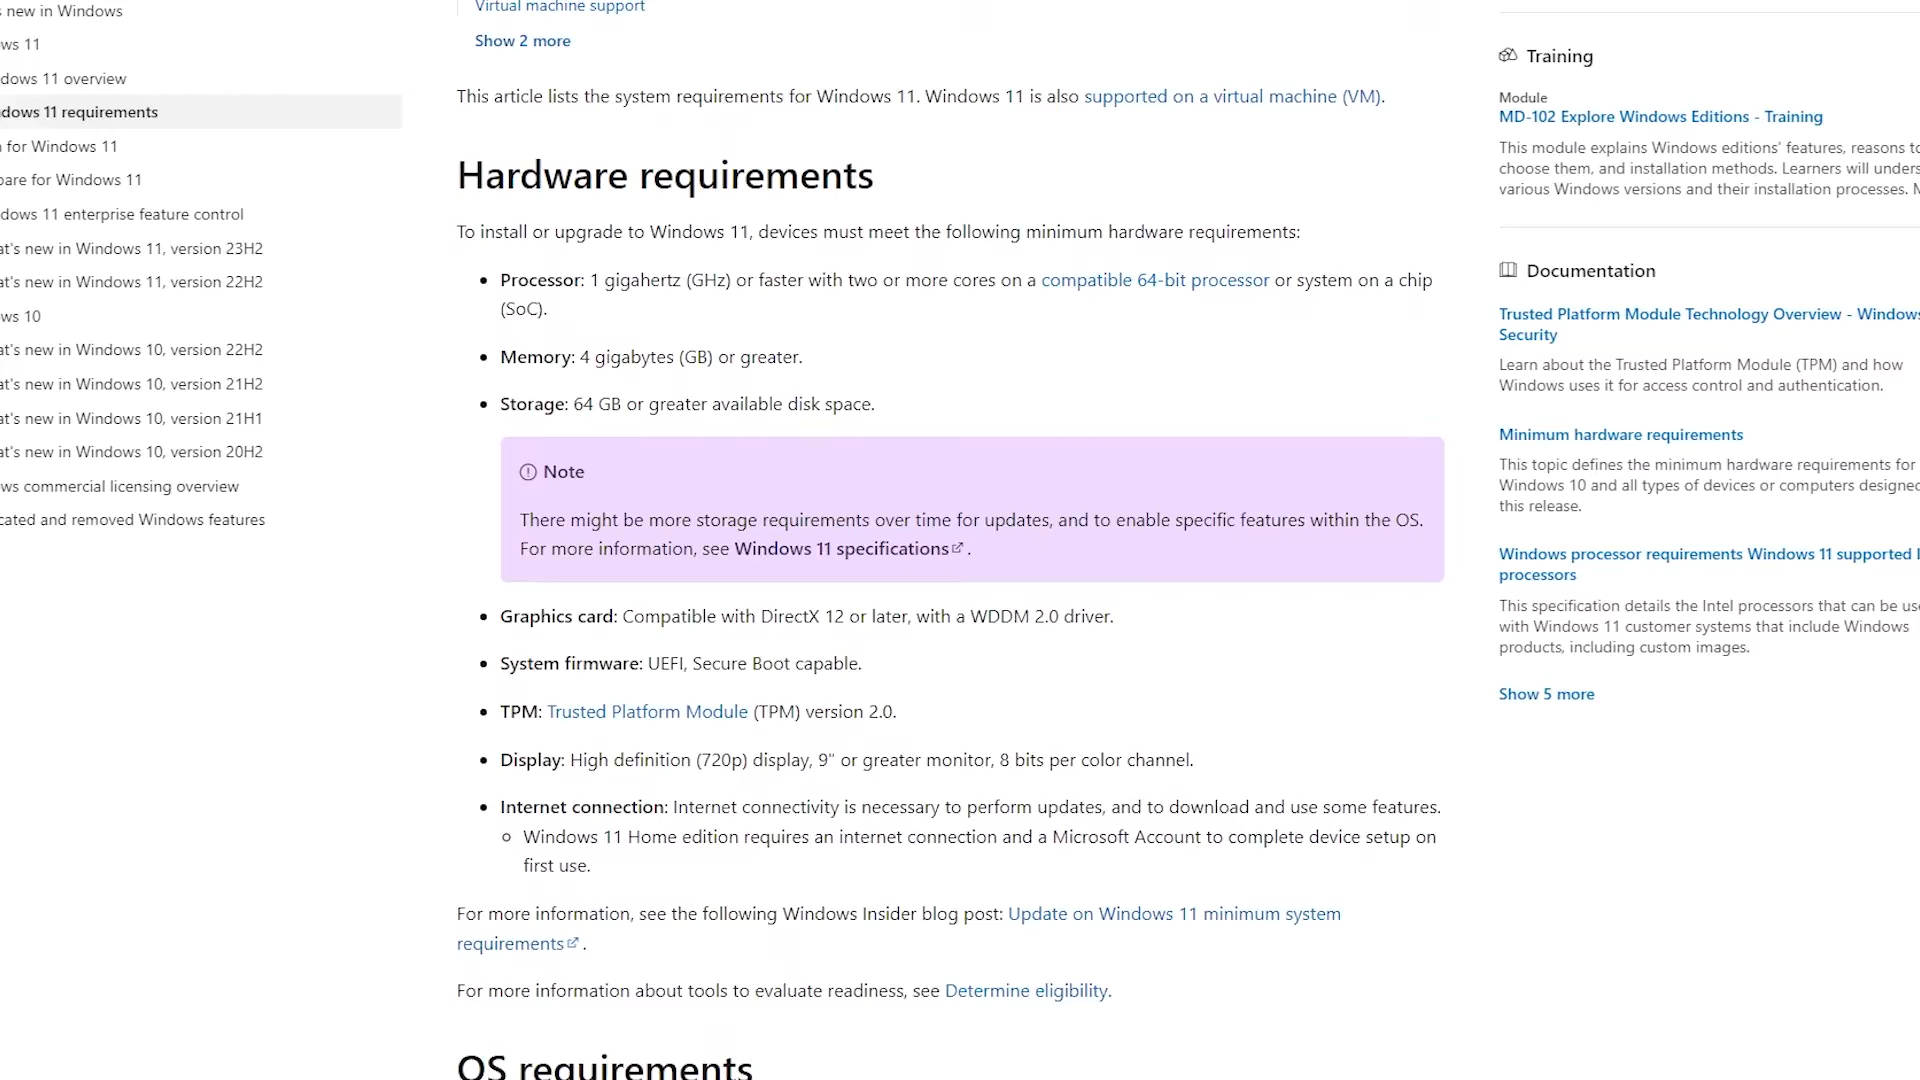 s new in Windows
ws 11
dows 11 overview
dows 11 requirements
for Windows 11
pare for Windows 11
dows 11 enterprise feature control
at's new in Windows 11, version 23H2
at's new in Windows 11, version 22H2
ws 10
at's new in Windows 10, version 22H2
at's new in Windows 10, version 21H2
at's new in Windows 10, version 21H1
at's new in Windows 10, version 20H2
ws commercial licensing overview
cated and removed Windows features
Virtual machine support
Show 2 more
This article lists the system requirements for Windows 11. Windows 11 is also supported on a virtual machine (VM).
Hardware requirements
To install or upgrade to Windows 11, devices must meet the following minimum hardware requirements:
• Processor: 1 gigahertz (GHz) or faster with two or more cores on a compatible 64-bit processor or system on a chip
(SoC).
• Memory: 4 gigabytes (GB) or greater.
• Storage: 64 GB or greater available disk space.
Note
There might be more storage requirements over time for updates, and to enable specific features within the OS.
For more information, see Windows 11 specifications.
• Graphics card: Compatible with DirectX 12 or later, with a WDDM 2.0 driver.
• System firmware: UEFI, Secure Boot capable.
• TPM: Trusted Platform Module (TPM) version 2.0.
• Display: High definition (720p) display, 9" or greater monitor, 8 bits per color channel.
• Internet connection: Internet connectivity is necessary to perform updates, and to download and use some features.
○ Windows 11 Home edition requires an internet connection and a Microsoft Account to complete device setup on
first use.
For more information, see the following Windows Insider blog post: Update on Windows 11 minimum system
requirements.
For more information about tools to evaluate readiness, see Determine eligibility.
OS requirements
Training
Module
MD-102 Explore Windows Editions - Training
This module explains Windows editions' features, reasons to
choose them, and installation methods. Learners will unders
various Windows versions and their installation processes. M
Documentation
Trusted Platform Module Technology Overview - Windows
Security
Learn about the Trusted Platform Module (TPM) and how
Windows uses it for access control and authentication.
Minimum hardware requirements
This topic defines the minimum hardware requirements for
Windows 10 and all types of devices or computers designed
this release.
Windows processor requirements Windows 11 supported I
processors
This specification details the Intel processors that can be use
with Windows 11 customer systems that include Windows
products, including custom images.
Show 5 more